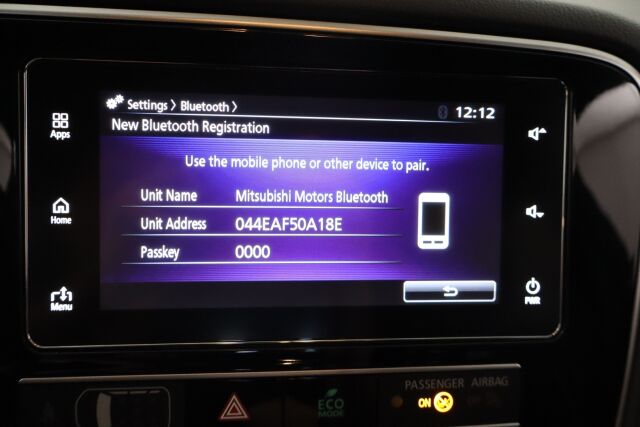 Settings > Bluetooth >
12:12
New Bluetooth Registration
Use the mobile phone or other device to pair.
Unit Name Mitsubishi Motors Bluetooth
Unit Address 044EAF50A18E
Passkey 0000
Apps
Home
Menu
PWR
ECO
MODE
PASSENGER AIRBAG
ON